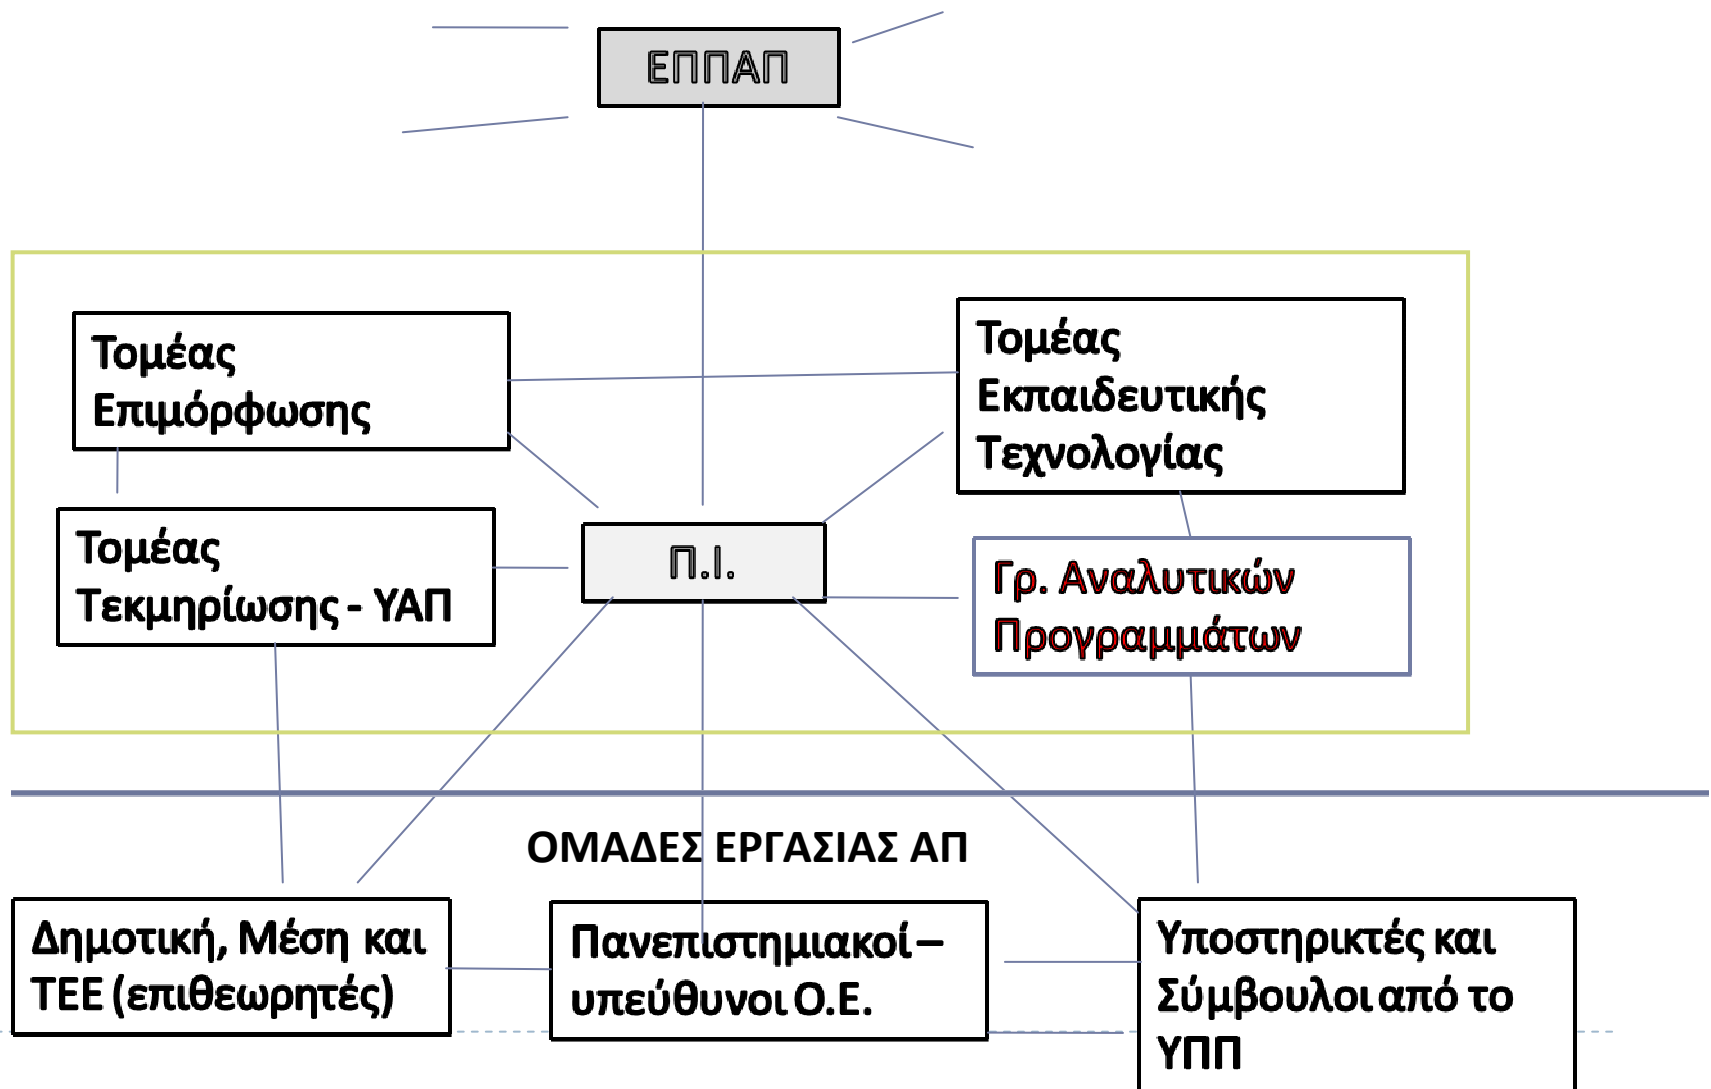 ΕΠΠΑΠ
Τομέας
Επιμόρφωσης
Τομέας
Εκπαιδευτικής
Τεχνολογίας
Τομέας
Τεκμηρίωσης - ΥΑΠ
Π.Ι.
Γρ. Αναλυτικών
Προγραμμάτων
ΟΜΑΔΕΣ ΕΡΓΑΣΙΑΣ ΑΠ
Δημοτική, Μέση και
ΤΕΕ (επιθεωρητές)
Πανεπιστημιακοί –
υπεύθυνοι Ο.Ε.
Υποστηρικτές και
Σύμβουλοι από το
ΥΠΠ